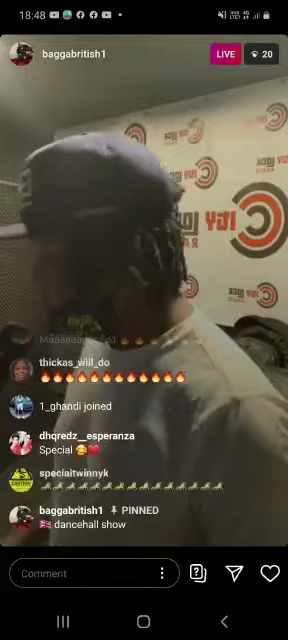 18:48
baggabritish1
LIVE
20
thickas_will_do
🔥🔥🔥🔥🔥🔥🔥🔥🔥🔥🔥🔥
1_ghandi joined
dhqredz__esperanza
Special 🥰❤️
specialtwinnyk
baggabritish1 PINNED
🇬🇧 dancehall show
Comment